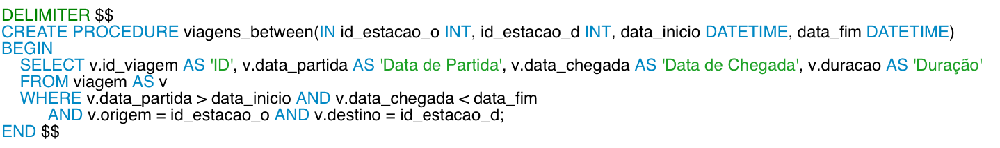 DELIMITER $$
CREATE PROCEDURE viagens_between(IN id_estacao_o INT, id_estacao_d INT, data_inicio DATETIME, data_fim DATETIME)
BEGIN
SELECT v.id_viagem AS 'ID', v.data_partida AS 'Data de Partida', v.data_chegada AS 'Data de Chegada', v.duracao AS 'Duração'
FROM viagem AS v
WHERE v.data_partida > data_inicio AND v.data_chegada < data_fim
AND v.origem = id_estacao_o AND v.destino = id_estacao_d;
END $$